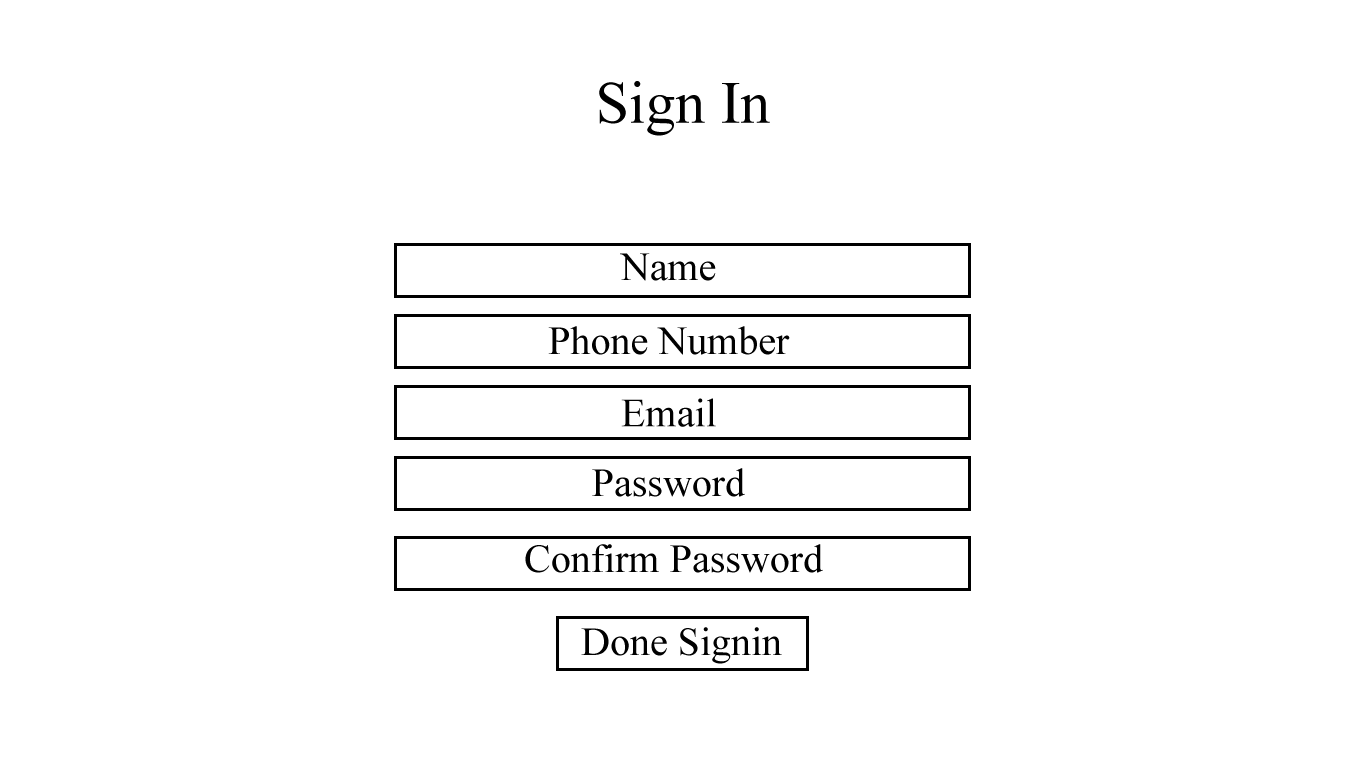 Sign In
Name
Phone Number
Email
Password
Confirm Password
Done Signin